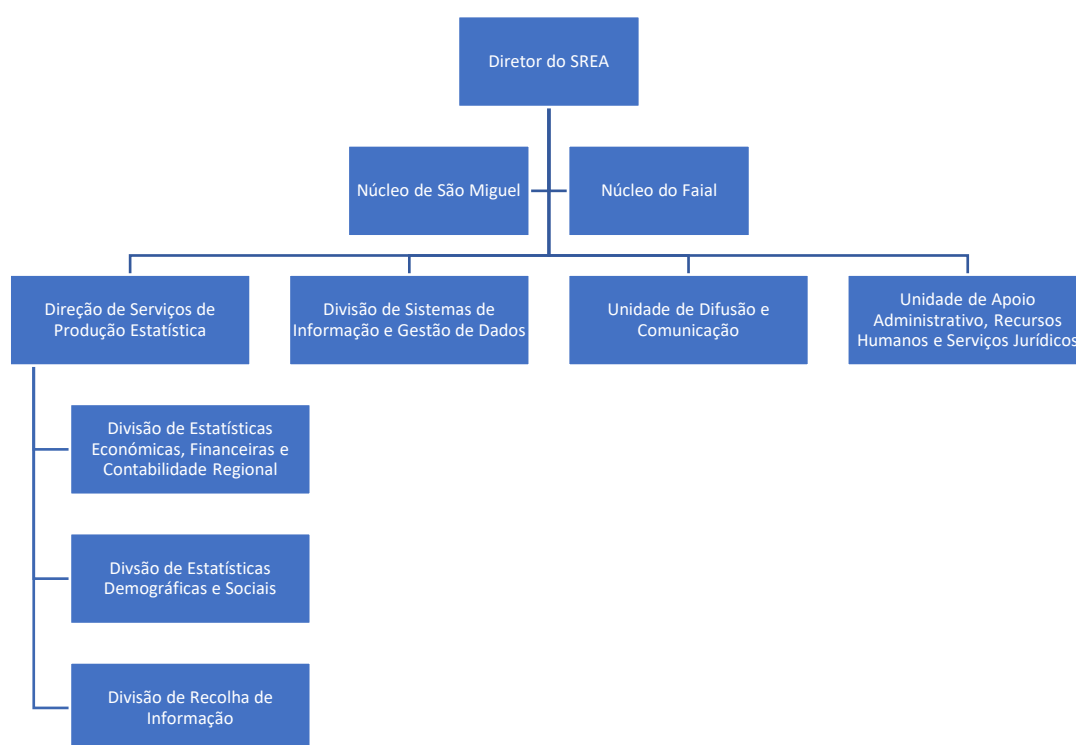 Diretor do SREA
Núcleo de São Miguel
Núcleo do Faial
Direção de Serviços de
Produção Estatística
Divisão de Sistemas de
Informação e Gestão de Dados
Unidade de Difusão e
Comunicação
Unidade de Apoio
Administrativo, Recursos
Humanos e Serviços Jurídicos
Divisão de Estatísticas
Económicas, Financeiras e
Contabilidade Regional
Divsão de Estatísticas
Demográficas e Sociais
Divisão de Recolha de
Informação